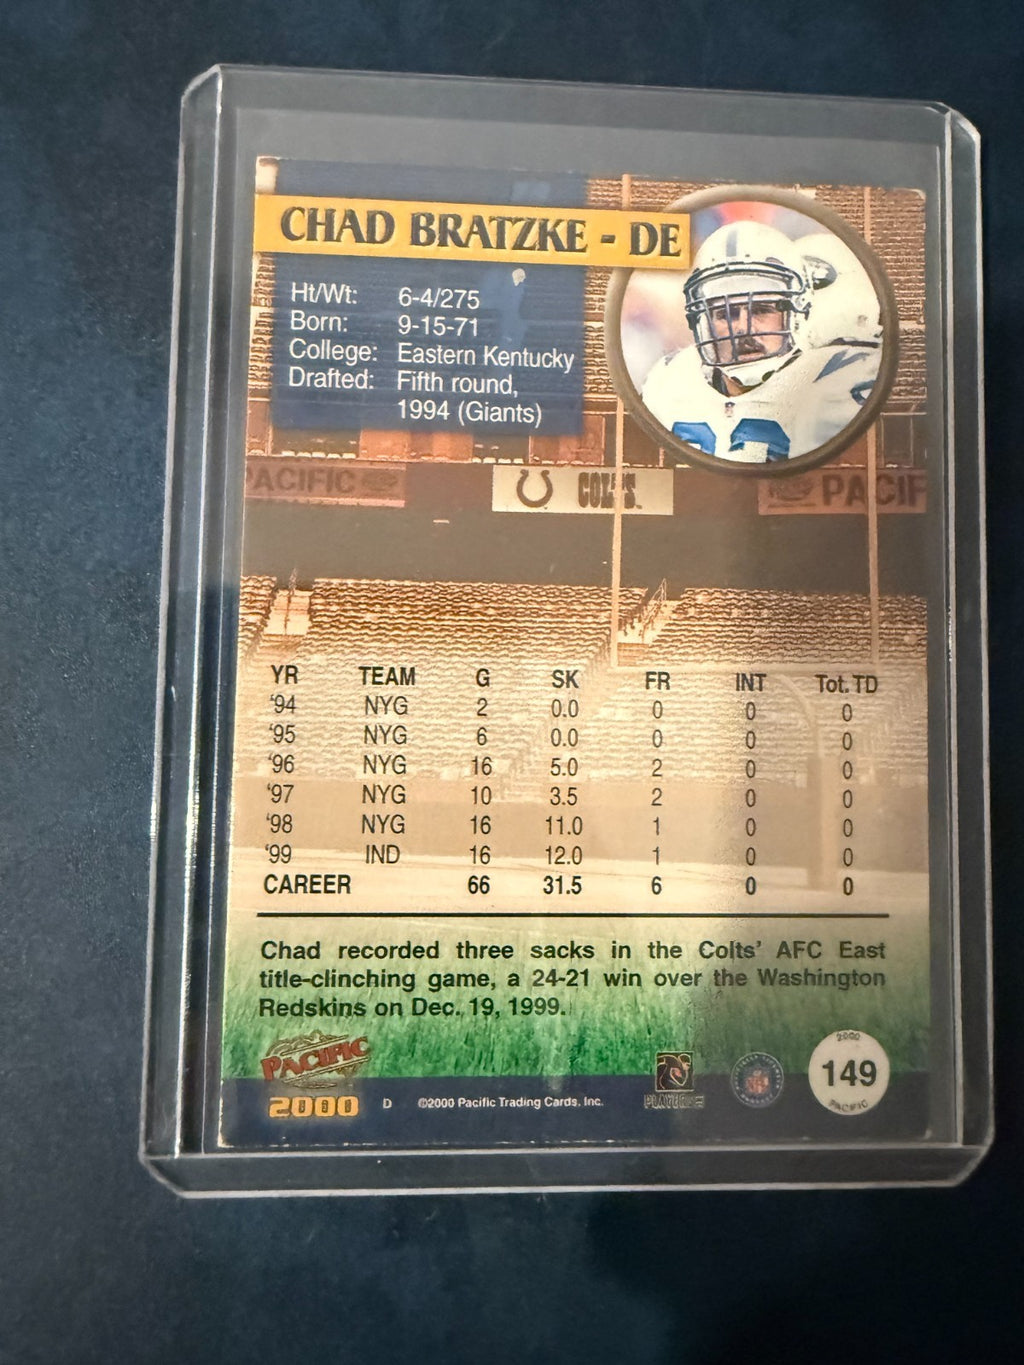 CHAD BRATZKE - DE
Ht/Wt: 6-4/275
Born: 9-15-71
College: Eastern Kentucky
Drafted: Fifth round,
1994 (Giants)
PACIFIC COLTS PACIF
YR TEAM G SK FR INT Tot. TD
'94 NYG 2 0.0 0 0 0
'95 NYG 6 0.0 0 0 0
'96 NYG 16 5.0 2 0 0
'97 NYG 10 3.5 2 0 0
'98 NYG 16 11.0 1 0 0
'99 IND 16 12.0 1 0 0
CAREER 66 31.5 6 0 0
Chad recorded three sacks in the Colts' AFC East
title-clinching game, a 24-21 win over the Washington
Redskins on Dec. 19, 1999.
PACIFIC
2000 D ©2000 Pacific Trading Cards, Inc.
PLAYERS
2000
149
PACIFIC